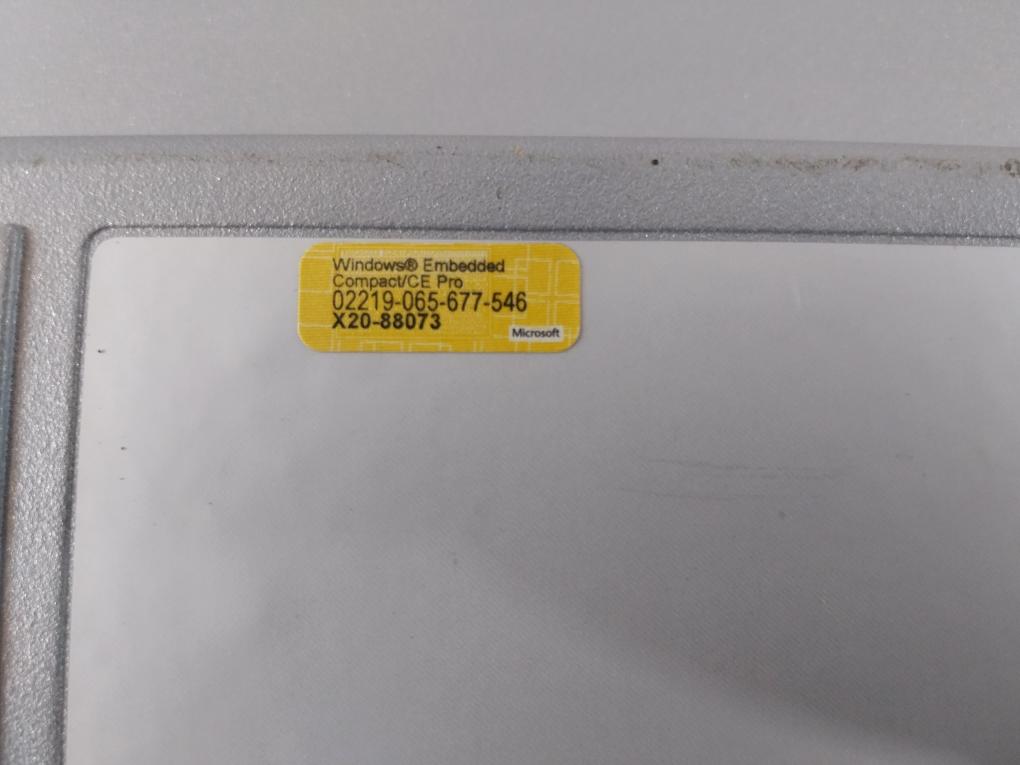 Windows® Embedded
Compact/CE Pro
02219-065-677-546
X20-88073
Microsoft